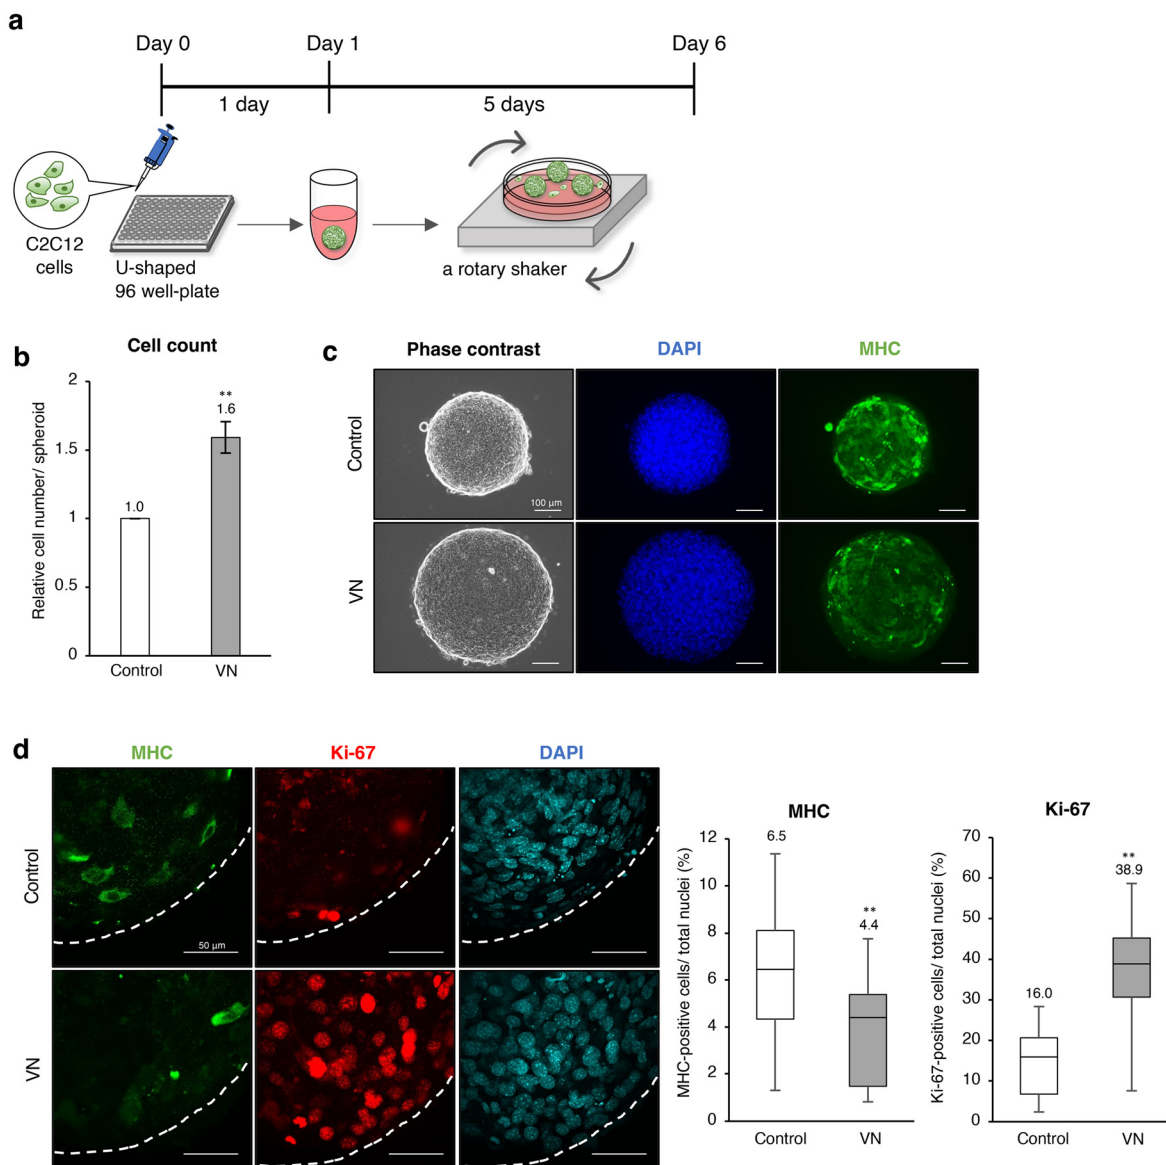 a
Day 0
Day 1
Day 6
1 day
5 days
C2C12
cells
U-shaped
96 well-plate
a rotary shaker
b
Cell count
Relative cell number/ spheroid
2
1.5
1
0.5
0
1.0
**
1.6
Control
VN
c
Phase contrast
DAPI
MHC
Control
100 µm
VN
d
MHC
Ki-67
DAPI
Control
50 µm
VN
MHC
MHC-positive cells/ total nuclei (%)
12
10
8
6
4
2
0
6.5
**
4.4
Control
VN
Ki-67
Ki-67-positive cells/ total nuclei (%)
70
60
50
40
30
20
10
0
16.0
**
38.9
Control
VN